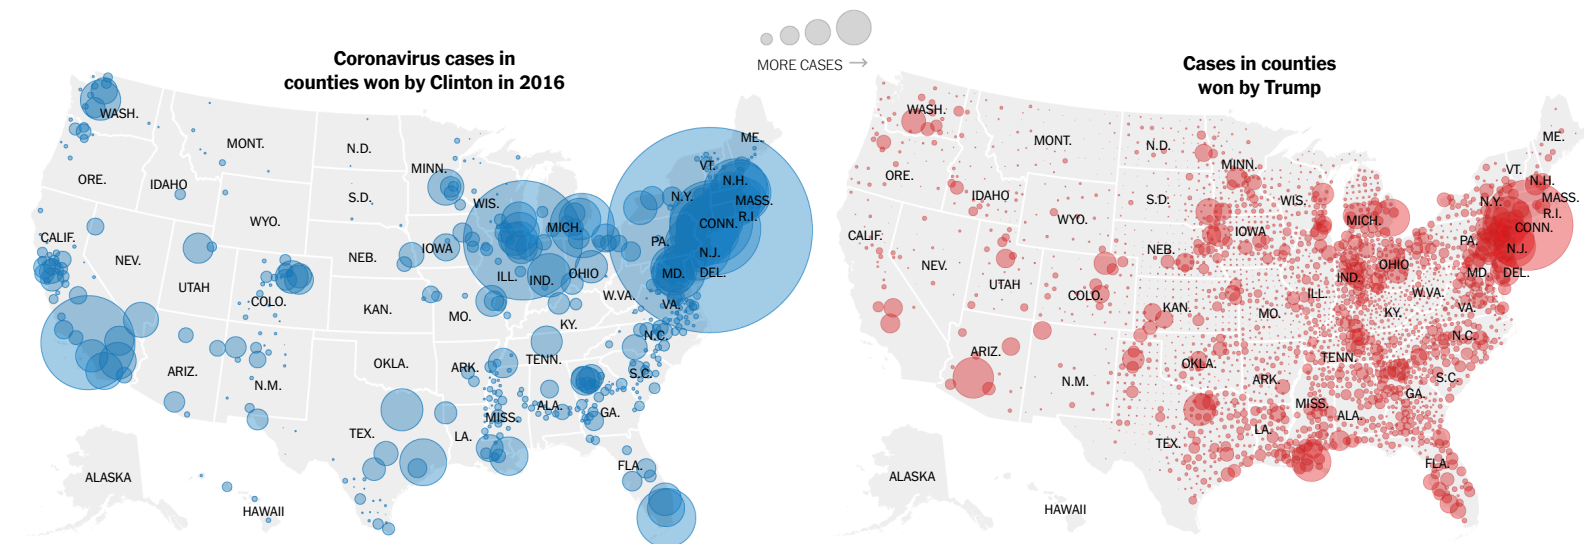 MORE CASES →
Coronavirus cases in
counties won by Clinton in 2016
WASH.
MONT.
N.D.
MINN.
ME.
VT.
N.H.
ORE.
IDAHO
S.D.
WIS.
N.Y.
MASS.
R.I.
WYO.
MICH.
CONN.
CALIF.
NEV.
NEB.
IOWA
PA.
N.J.
UTAH
COLO.
ILL.
IND.
OHIO
MD.
DEL.
KAN.
MO.
W.VA.
VA.
KY.
N.C.
ARIZ.
N.M.
OKLA.
ARK.
TENN.
S.C.
TEX.
LA.
MISS.
ALA.
GA.
FLA.
ALASKA
HAWAII
Cases in counties
won by Trump
WASH.
MONT.
N.D.
MINN.
ME.
VT.
N.H.
ORE.
IDAHO
S.D.
WIS.
N.Y.
MASS.
R.I.
WYO.
MICH.
CONN.
CALIF.
NEV.
NEB.
IOWA
PA.
N.J.
UTAH
COLO.
ILL.
IND.
OHIO
MD.
DEL.
KAN.
MO.
W.VA.
VA.
KY.
N.C.
ARIZ.
N.M.
OKLA.
ARK.
TENN.
S.C.
TEX.
LA.
MISS.
ALA.
GA.
FLA.
ALASKA
HAWAII